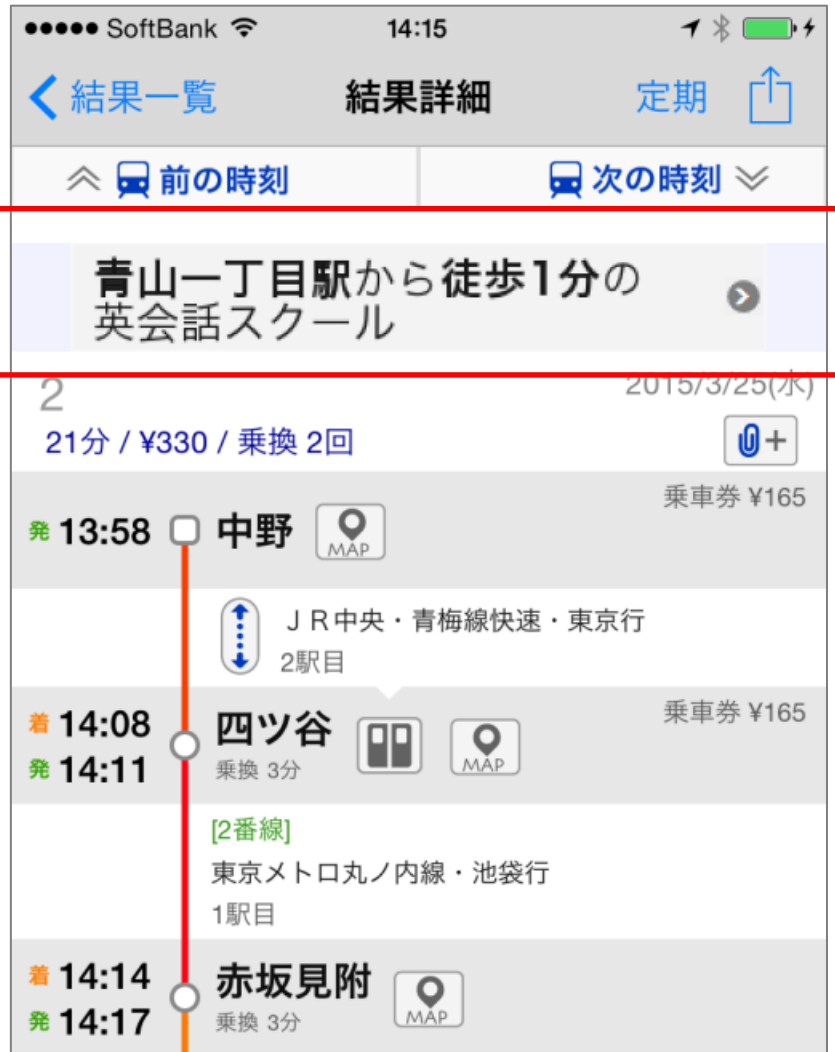 SoftBank 14:15
結果一覧 結果詳細 定期
前の時刻 次の時刻
青山一丁目駅から徒歩1分の
英会話スクール
2 2015/3/25(水)
21分 / ¥330 / 乗換 2回
乗車券 ¥165
発 13:58 中野 MAP
JR中央・青梅線快速・東京行
2駅目
乗車券 ¥165
着 14:08 四ツ谷 MAP
発 14:11 乗換 3分
[2番線]
東京メトロ丸ノ内線・池袋行
1駅目
着 14:14 赤坂見附 MAP
発 14:17 乗換 3分